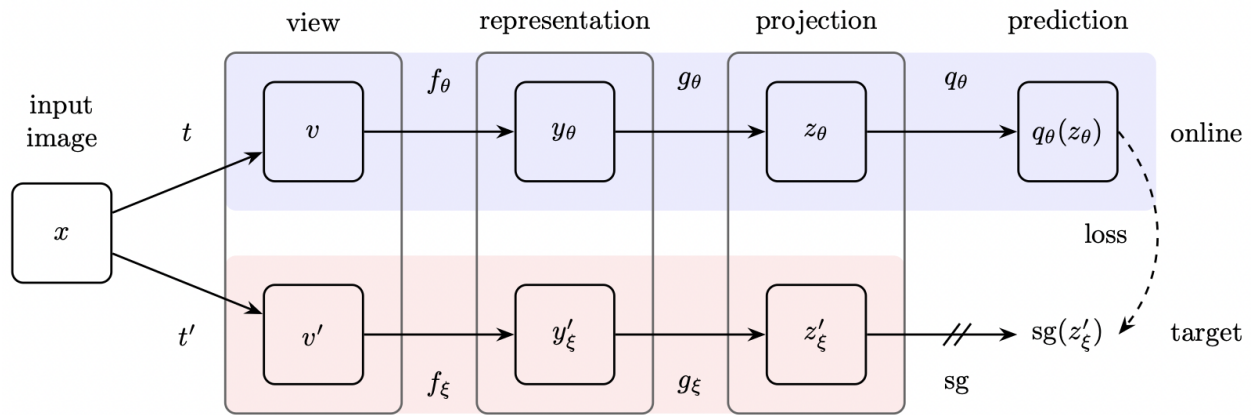 view representation projection prediction
input
image
t f_θ g_θ q_θ
v y_θ z_θ q_θ(z_θ) online
x
loss
v′ y′_ξ z′_ξ sg(z′_ξ) target
t′ f_ξ g_ξ sg